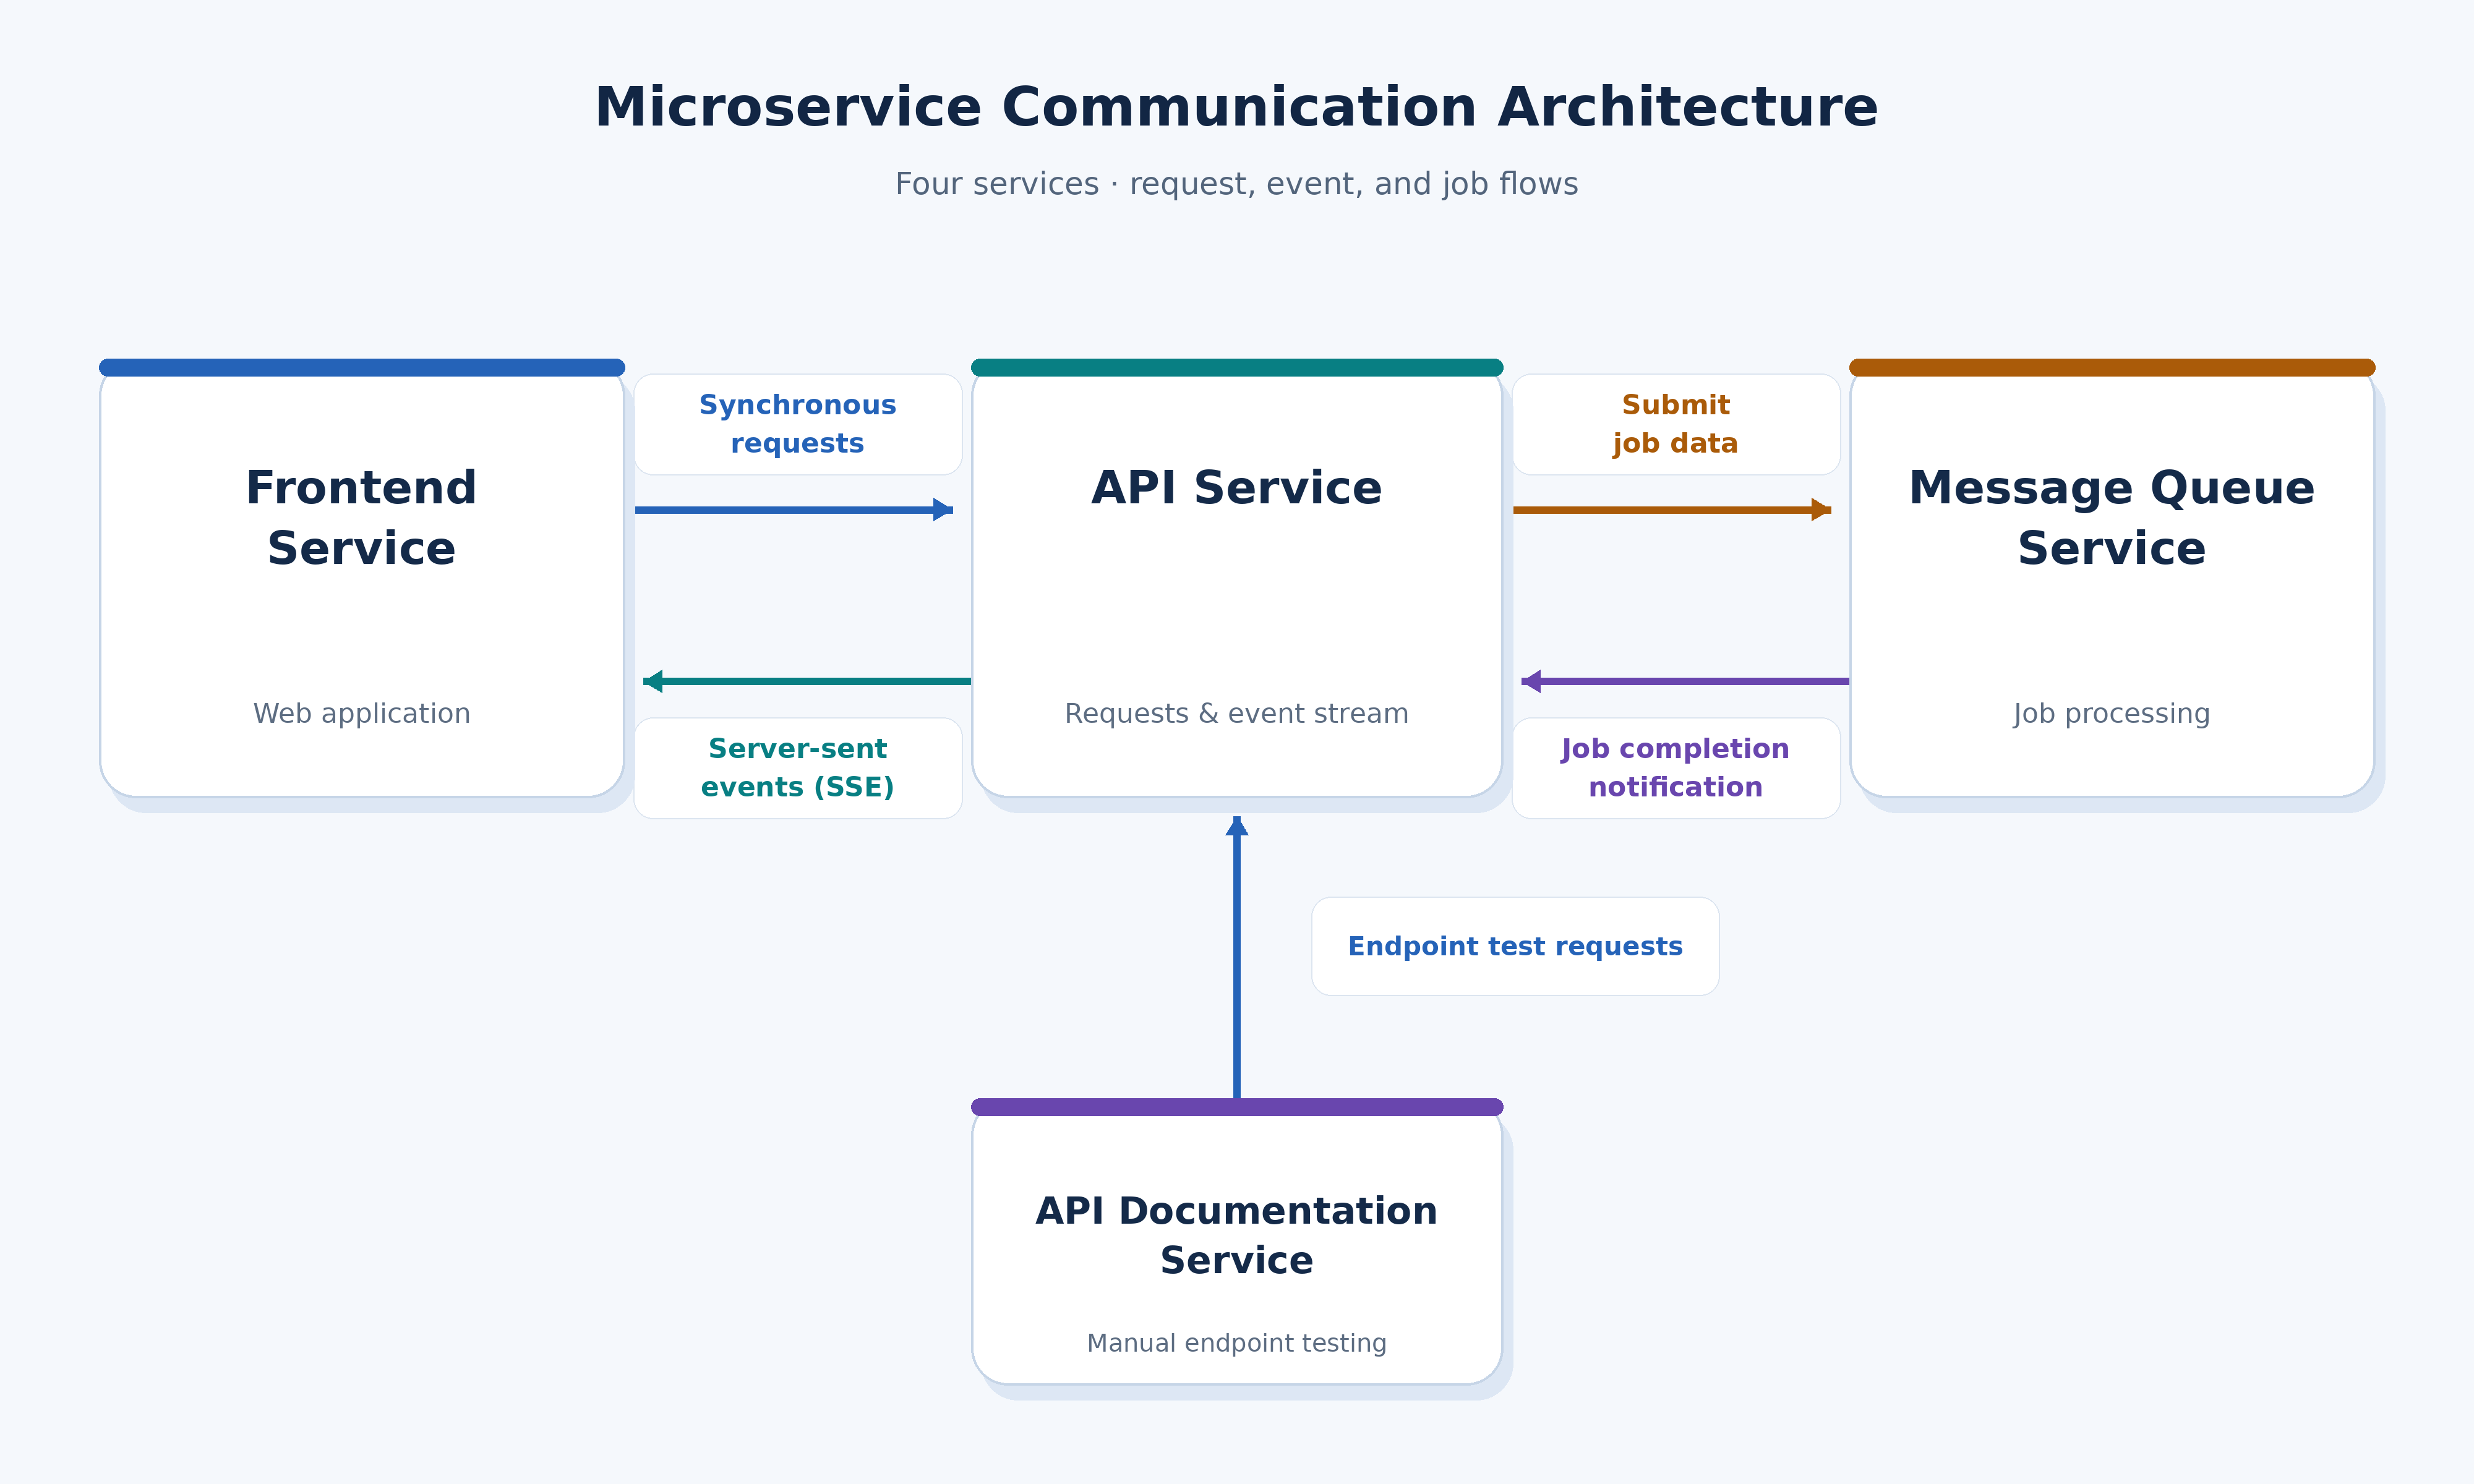 Microservice Communication Architecture
Four services · request, event, and job flows
Frontend
Service
Web application
Synchronous
requests
Server-sent
events (SSE)
API Service
Requests & event stream
Submit
job data
Job completion
notification
Message Queue
Service
Job processing
Endpoint test requests
API Documentation
Service
Manual endpoint testing